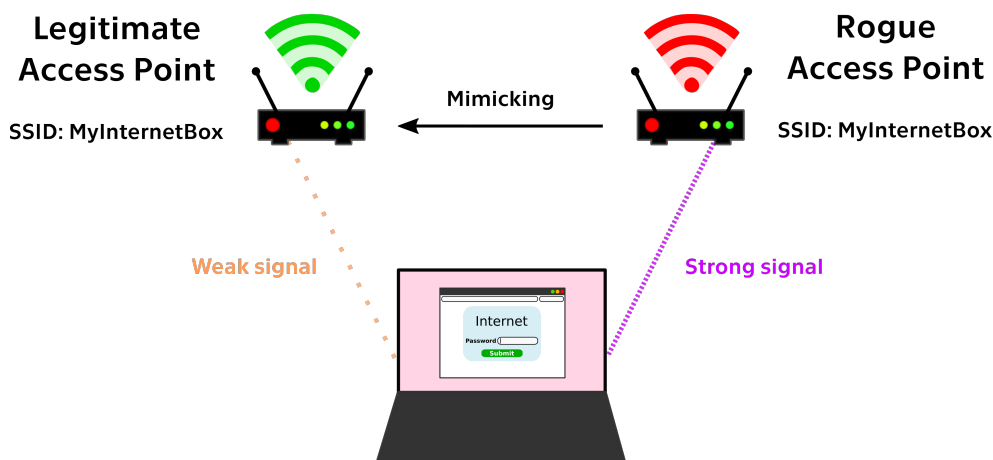 Legitimate
Access Point
SSID: MyInternetBox
Mimicking
Rogue
Access Point
SSID: MyInternetBox
Weak signal
Strong signal
Internet
Password
Submit